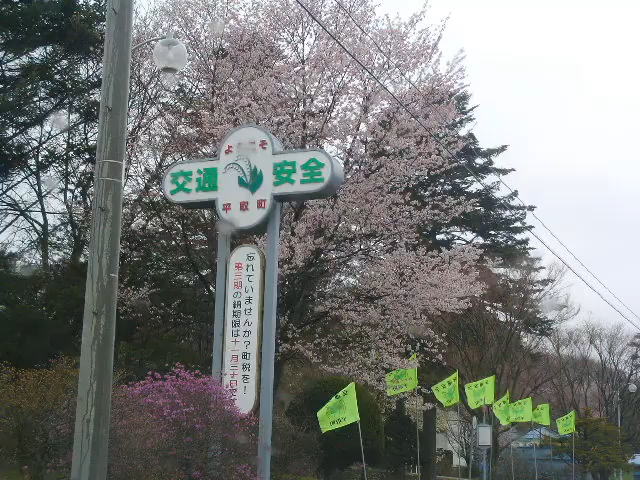 ようこそ
交通安全
平取町
忘れていませんか?町税を!
第三期の納期限は十一月三十日です